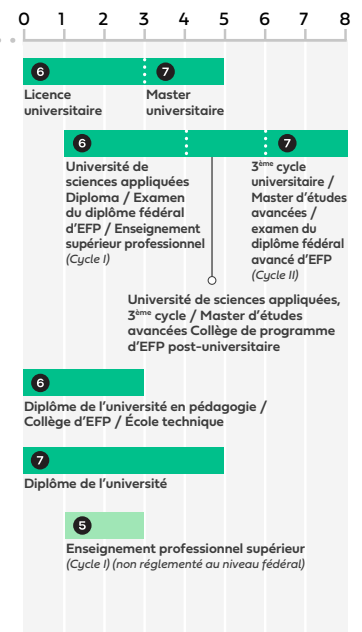 0 1 2 3 4 5 6 7 8
6 7
Licence
universitaire
Master
universitaire
6 7
Université de
sciences appliquées
Diploma / Examen
du diplôme fédéral
d'EFP / Enseignement
supérieur professionnel
(Cycle I)
3ème cycle
universitaire /
Master d'études
avancées /
examen du
diplôme fédéral
avancé d'EFP
(Cycle II)
Université de sciences appliquées,
3ème cycle / Master d'études
avancées Collège de programme
d'EFP post-universitaire
6
Diplôme de l'université en pédagogie /
Collège d'EFP / École technique
7
Diplôme de l'université
5
Enseignement professionnel supérieur
(Cycle I) (non réglementé au niveau fédéral)